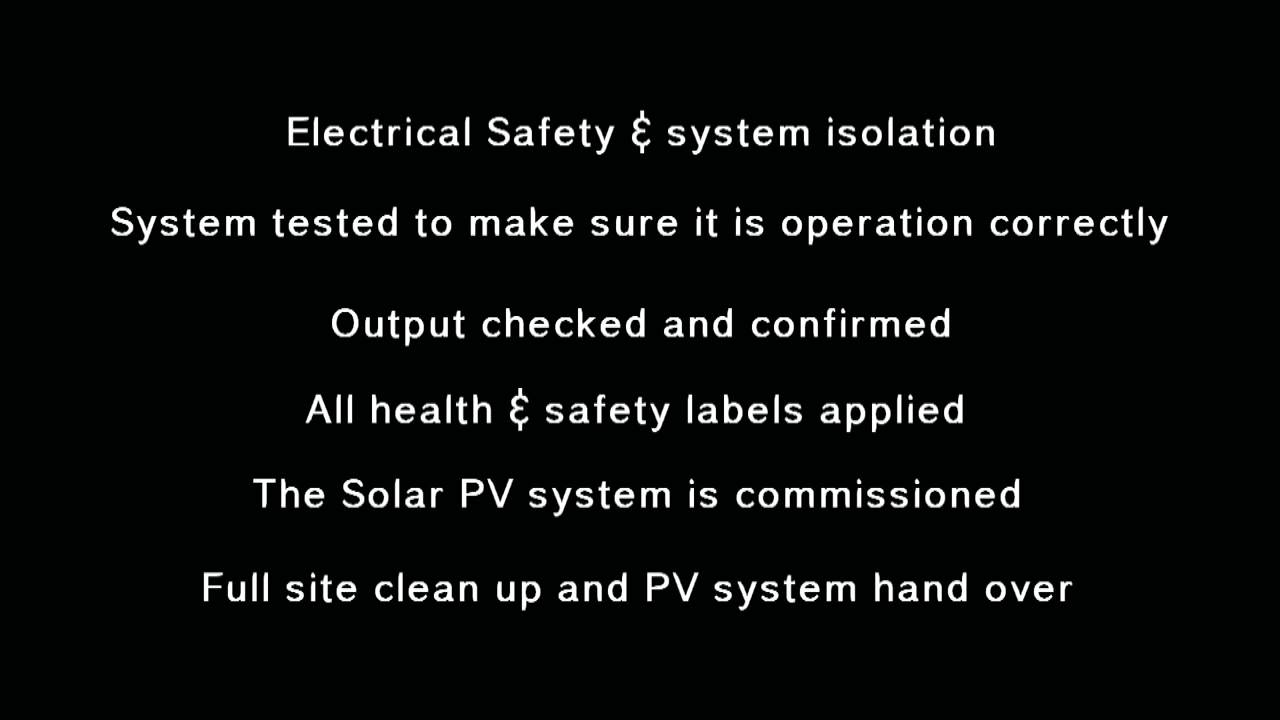 Electrical Safety & system isolation
System tested to make sure it is operation correctly
Output checked and confirmed
All health & safety labels applied
The Solar PV system is commissioned
Full site clean up and PV system hand over